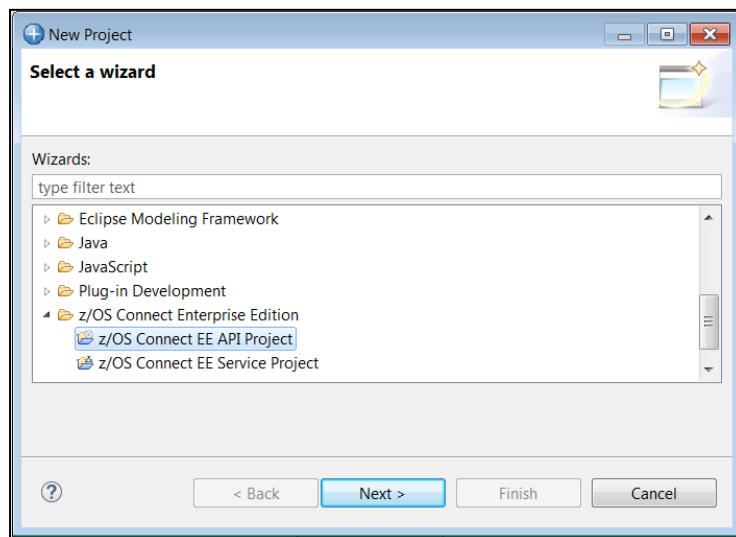 New Project
Select a wizard
Wizards:
type filter text
Eclipse Modeling Framework
Java
JavaScript
Plug-in Development
z/OS Connect Enterprise Edition
z/OS Connect EE API Project
z/OS Connect EE Service Project
? < Back Next > Finish Cancel